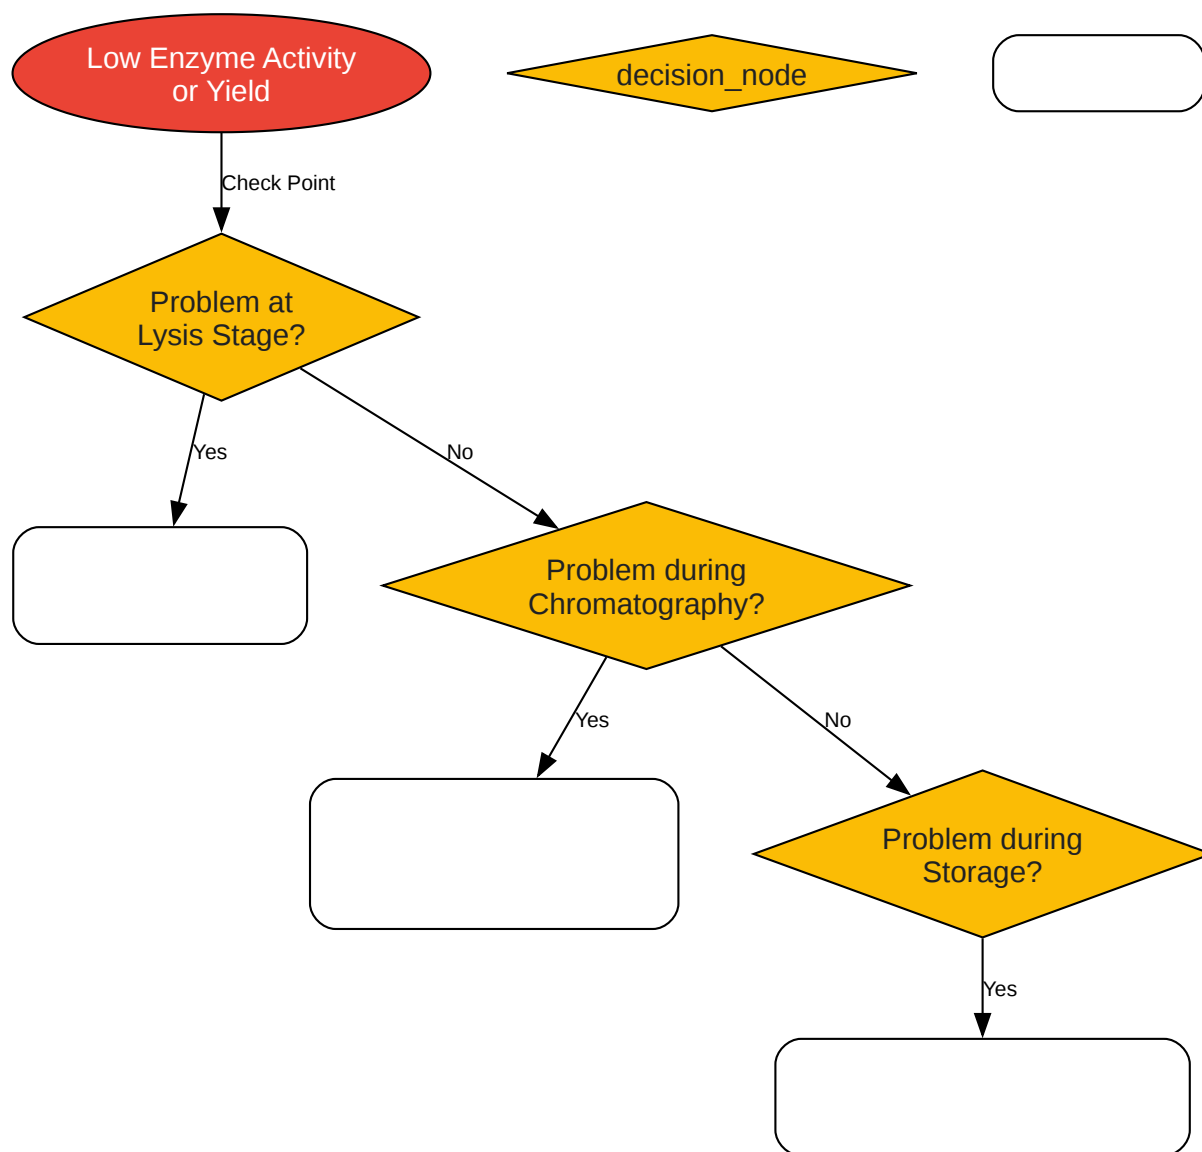 Low Enzyme Activity
or Yield
decision_node
Check Point
Problem at
Lysis Stage?
Yes
No
Problem during
Chromatography?
Yes
No
Problem during
Storage?
Yes